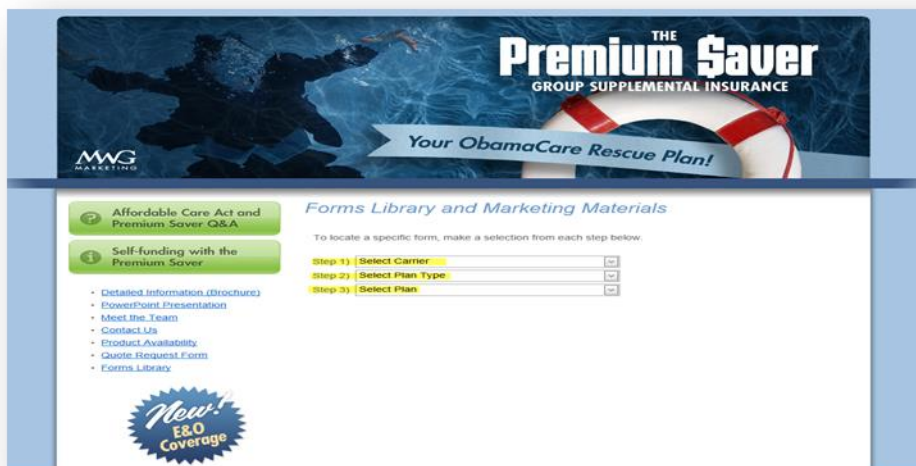 THE
Premium $aver
GROUP SUPPLEMENTAL INSURANCE
Your ObamaCare Rescue Plan!
MWG
MARKETING
Affordable Care Act and
Premium Saver Q&A
Self-funding with the
Premium Saver
Detailed Information (Brochure)
PowerPoint Presentation
Meet the Team
Contact Us
Product Availability
Quote Request Form
Forms Library
New!
E&O
Coverage
Forms Library and Marketing Materials
To locate a specific form, make a selection from each step below.
Step 1) Select Carrier
Step 2) Select Plan Type
Step 3) Select Plan